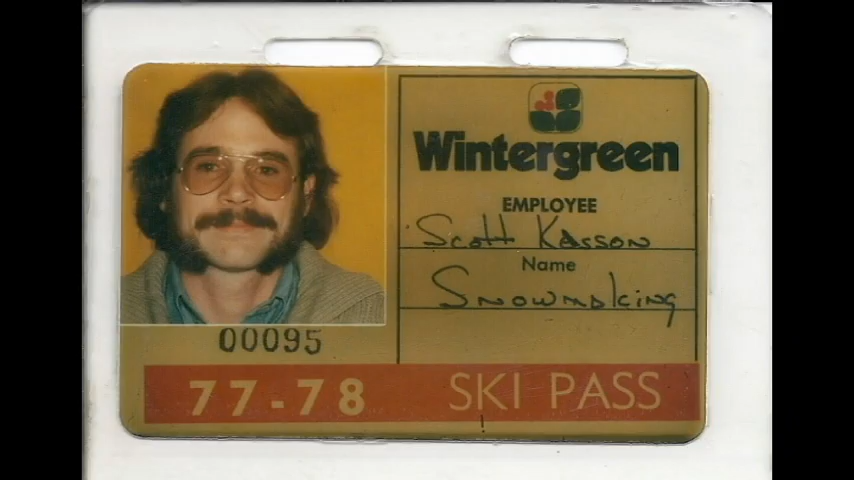 Wintergreen
EMPLOYEE
Scott Kasson
Name
Snowmaking
00095
77-78 SKI PASS